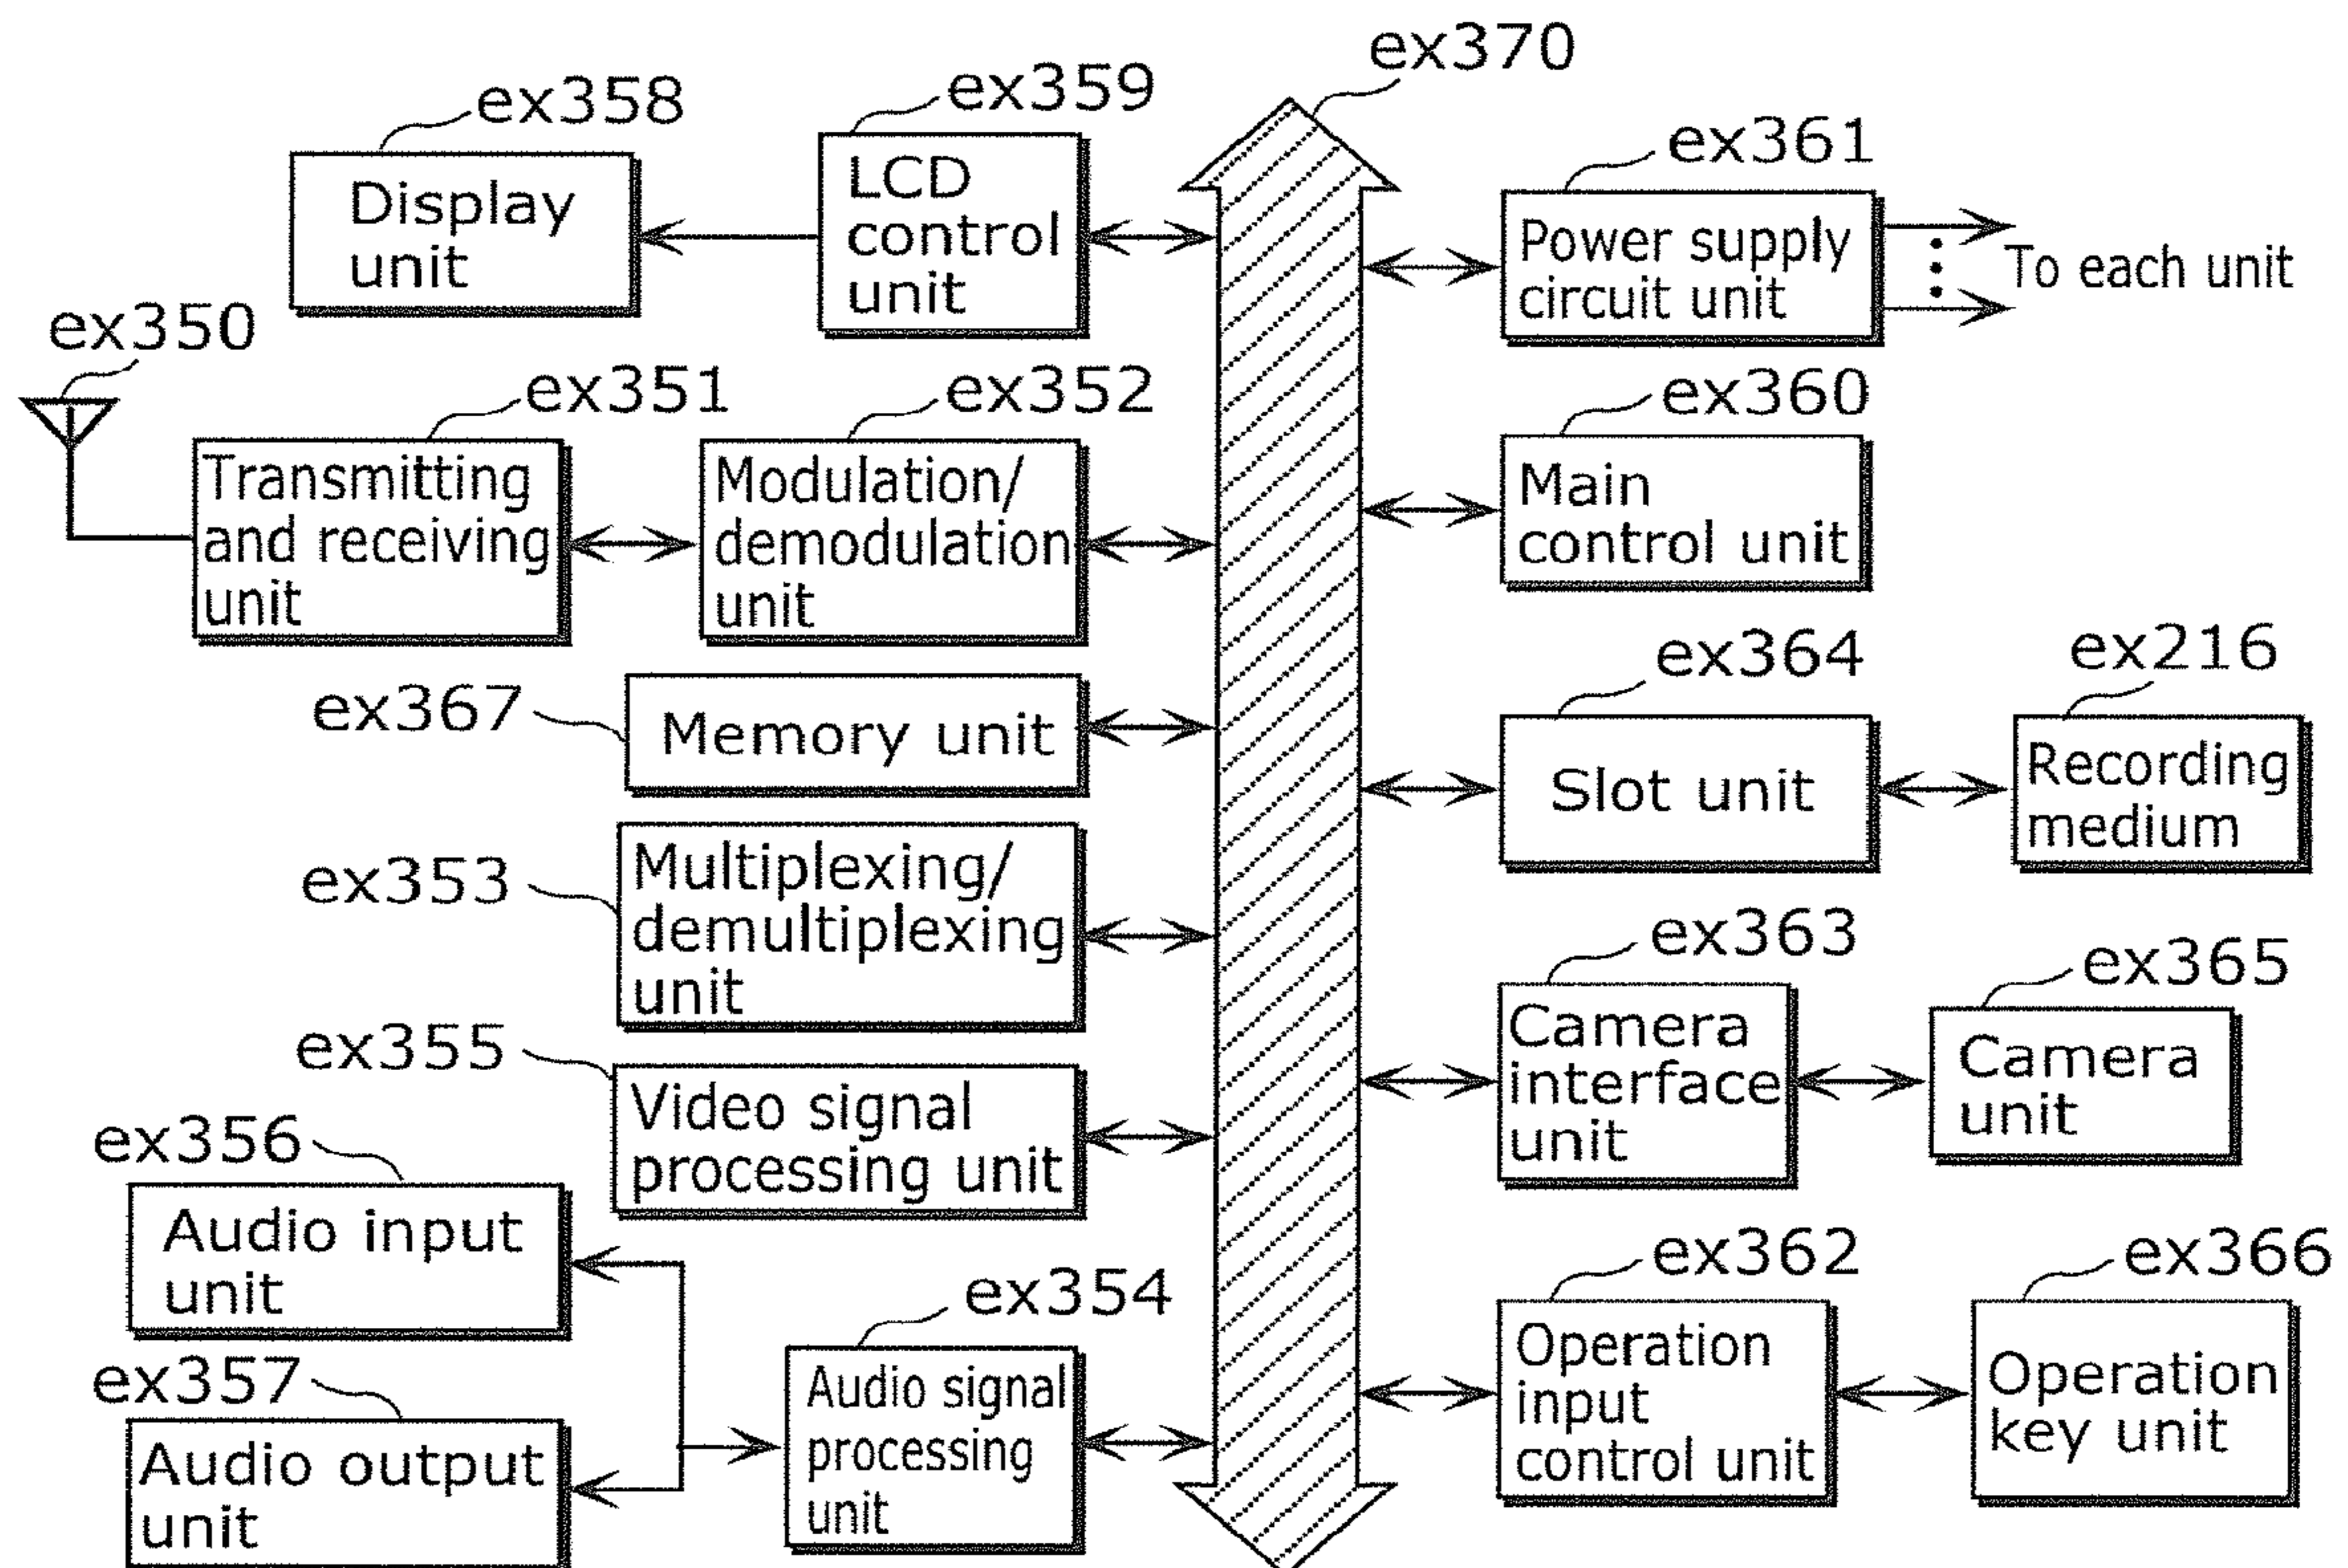 ex370
ex358
ex359
ex361
Display
unit
LCD
control
unit
Power supply
circuit unit
To each unit
ex350
ex351
ex352
ex360
Transmitting
and receiving
unit
Modulation/
demodulation
unit
Main
control unit
ex367
Memory unit
ex364
ex216
Slot unit
Recording
medium
ex353
Multiplexing/
demultiplexing
unit
ex363
ex365
Camera
interface
unit
Camera
unit
ex355
Video signal
processing unit
ex356
Audio input
unit
ex354
ex362
ex366
ex357
Audio output
unit
Audio signal
processing
unit
Operation
input
control unit
Operation
key unit